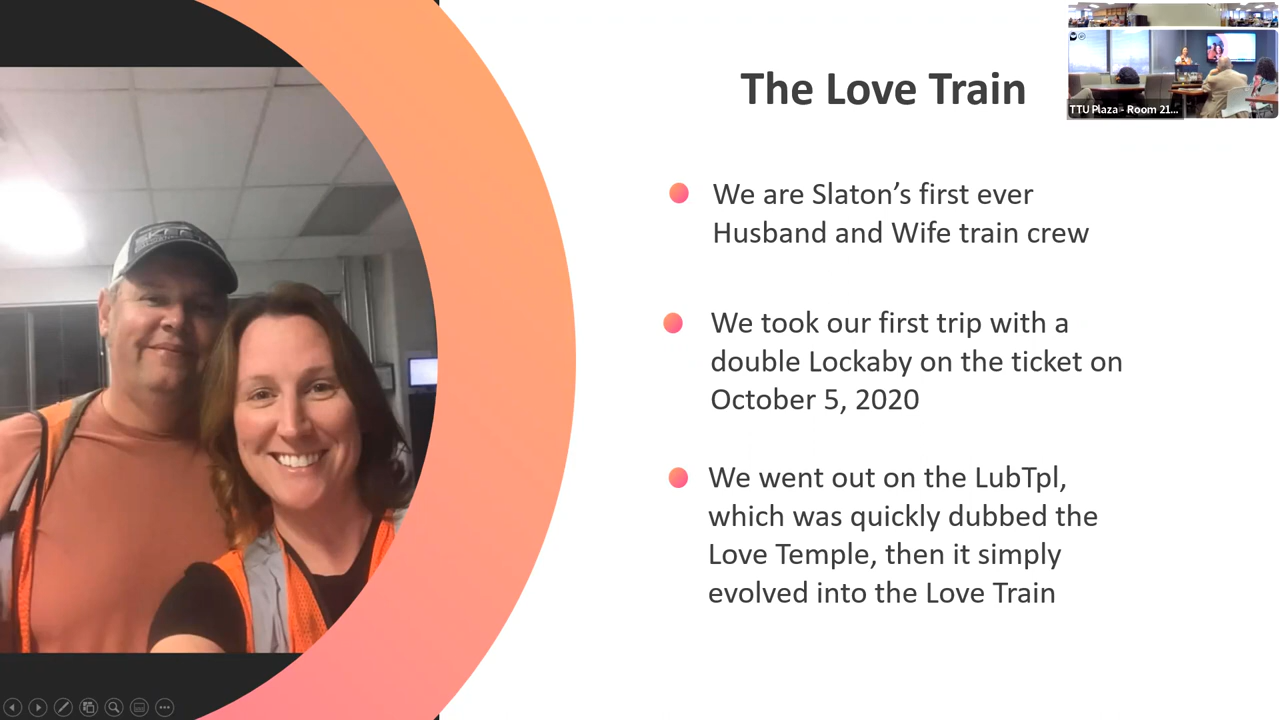 The Love Train
TTU Plaza - Room 21...
We are Slaton’s first ever
Husband and Wife train crew
We took our first trip with a
double Lockaby on the ticket on
October 5, 2020
We went out on the LubTpl,
which was quickly dubbed the
Love Temple, then it simply
evolved into the Love Train